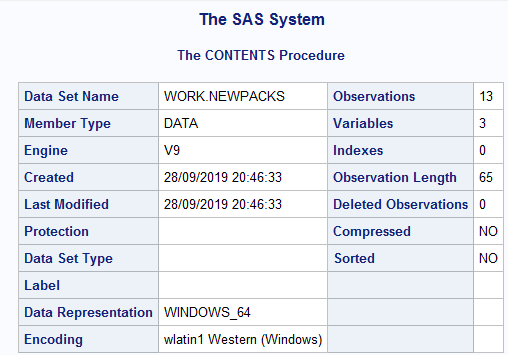 The SAS System
The CONTENTS Procedure
Data Set Name WORK.NEWPACKS Observations 13
Member Type DATA Variables 3
Engine V9 Indexes 0
Created 28/09/2019 20:46:33 Observation Length 65
Last Modified 28/09/2019 20:46:33 Deleted Observations 0
Protection Compressed NO
Data Set Type Sorted NO
Label
Data Representation WINDOWS_64
Encoding wlatin1 Western (Windows)